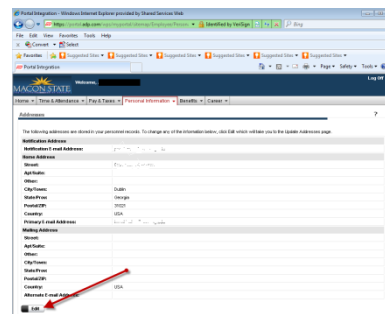 Portal Integration - Windows Internet Explorer provided by Shared Services Web
Identified by VeriSign
Bing
File Edit View Favorites Tools Help
Convert Select
Favorites Suggested Sites Suggested Sites Suggested Sites Suggested Sites Suggested Sites
Portal Integration Page Safety Tools
Welcome,
Log Off
MACON STATE
Home Time & Attendance Pay & Taxes Personal Information Benefits Career
Addresses ?
The following addresses are stored in your personnel records. To change any of the information below, click Edit which will take you to the Update Addresses page.
Notification Address
Notification E-mail Address:
Home Address
Street:
Apt/Suite:
Other:
City/Town: Dublin
State/Prov Georgia
Postal/ZIP: 31021
Country: USA
Primary E-mail Address:
Mailing Address
Street:
Apt/Suite:
Other:
City/Town:
State/Prov
Postal/ZIP:
Country: USA
Alternate E-mail Address:
Edit